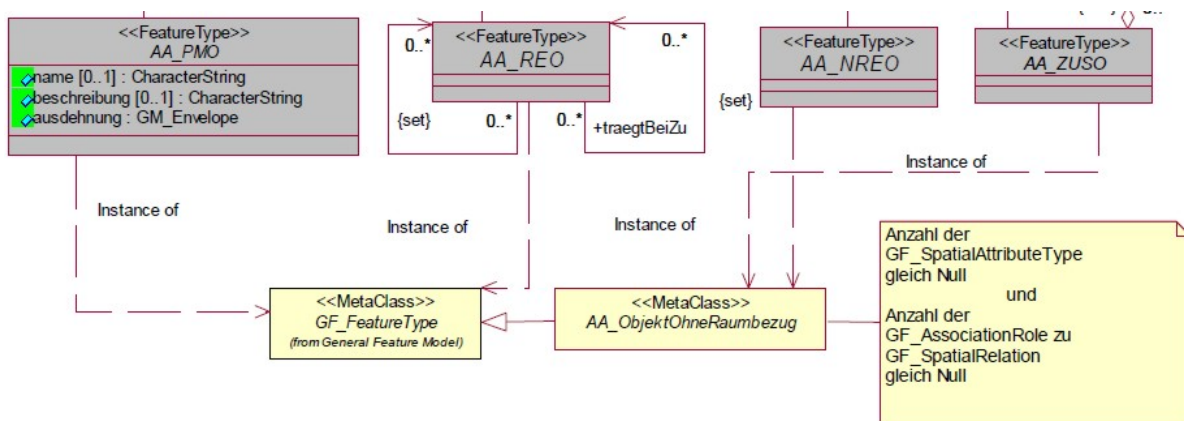 <<FeatureType>>
AA_PMO
name [0..1] : CharacterString
beschreibung [0..1] : CharacterString
ausdehnung : GM_Envelope
0..*
<<FeatureType>>
AA_REO
0..*
{set}
0..*
0..*
+traegtBeiZu
<<FeatureType>>
AA_NREO
{set}
<<FeatureType>>
AA_ZUSO
Instance of
Instance of
Instance of
Instance of
<<MetaClass>>
GF_FeatureType
(from General Feature Model)
<<MetaClass>>
AA_ObjektOhneRaumbezug
Anzahl der
GF_SpatialAttributeType
gleich Null
und
Anzahl der
GF_AssociationRole zu
GF_SpatialRelation
gleich Null